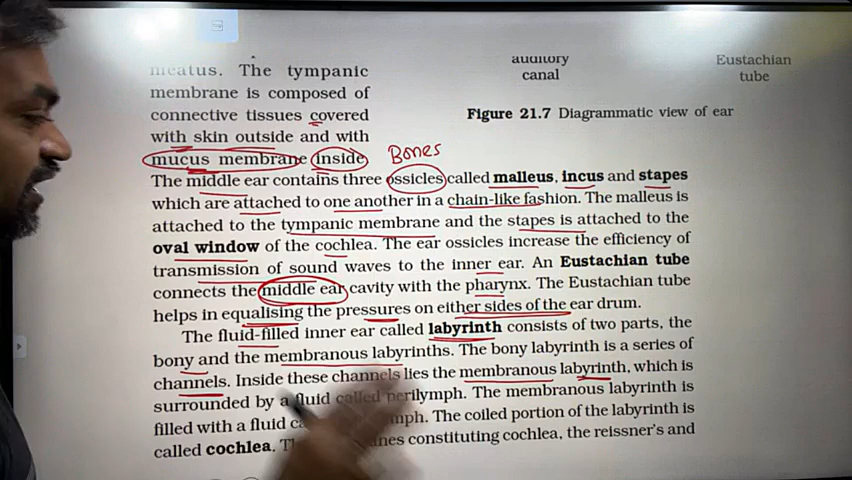 meatus. The tympanic
membrane is composed of
connective tissues covered
with skin outside and with
mucus membrane inside.
auditory
canal
Eustachian
tube
Figure 21.7 Diagrammatic view of ear
Bones
The middle ear contains three ossicles called malleus, incus and stapes
which are attached to one another in a chain-like fashion. The malleus is
attached to the tympanic membrane and the stapes is attached to the
oval window of the cochlea. The ear ossicles increase the efficiency of
transmission of sound waves to the inner ear. An Eustachian tube
connects the middle ear cavity with the pharynx. The Eustachian tube
helps in equalising the pressures on either sides of the ear drum.
The fluid-filled inner ear called labyrinth consists of two parts, the
bony and the membranous labyrinths. The bony labyrinth is a series of
channels. Inside these channels lies the membranous labyrinth, which is
surrounded by a fluid called perilymph. The membranous labyrinth is
filled with a fluid The coiled portion of the labyrinth is
called cochlea. constituting cochlea, the reissner's and